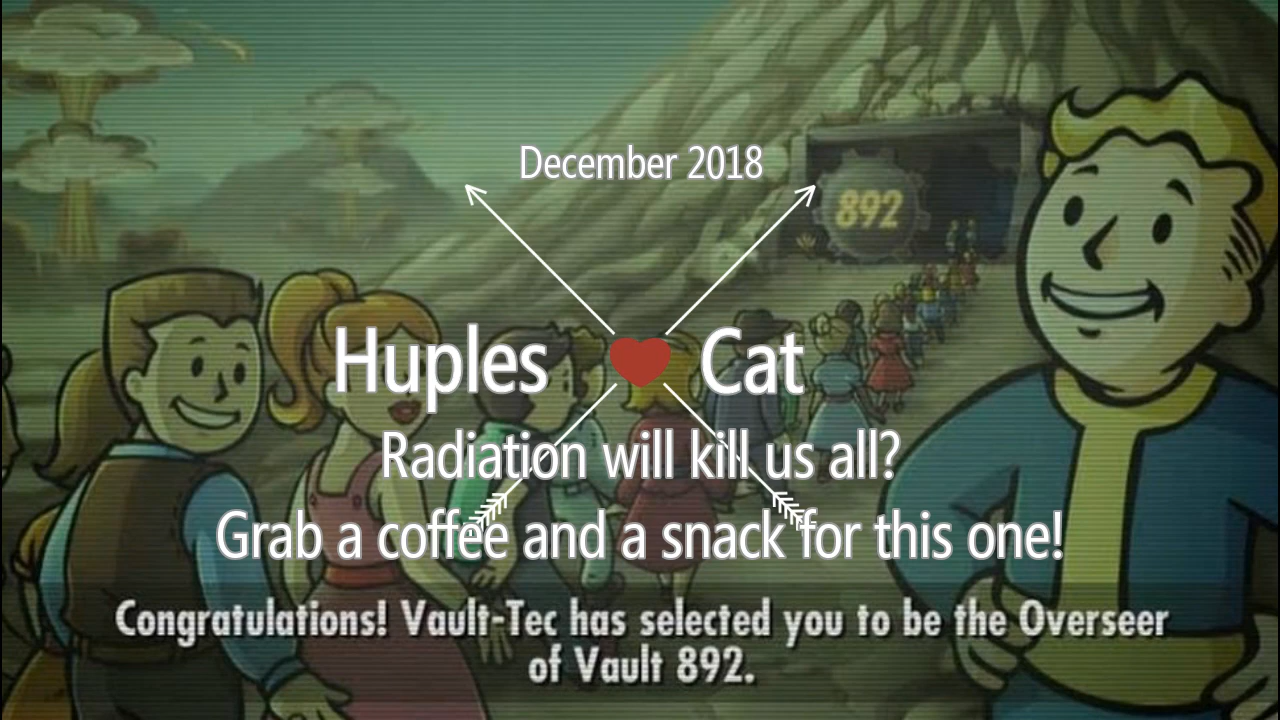 December 2018
892
Huples Cat
Radiation will kill us all?
Grab a coffee and a snack for this one!
Congratulations! Vault-Tec has selected you to be the Overseer
of Vault 892.